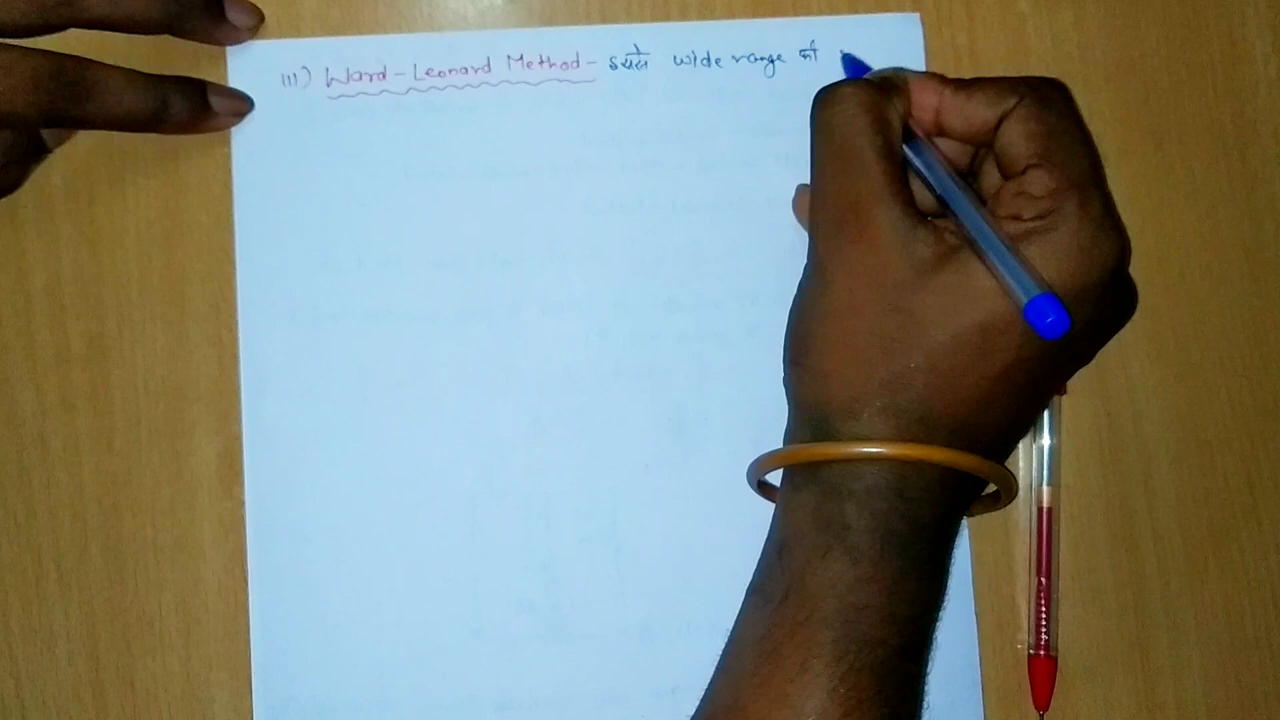 III) Ward-Leonard Method - इससे wide range की